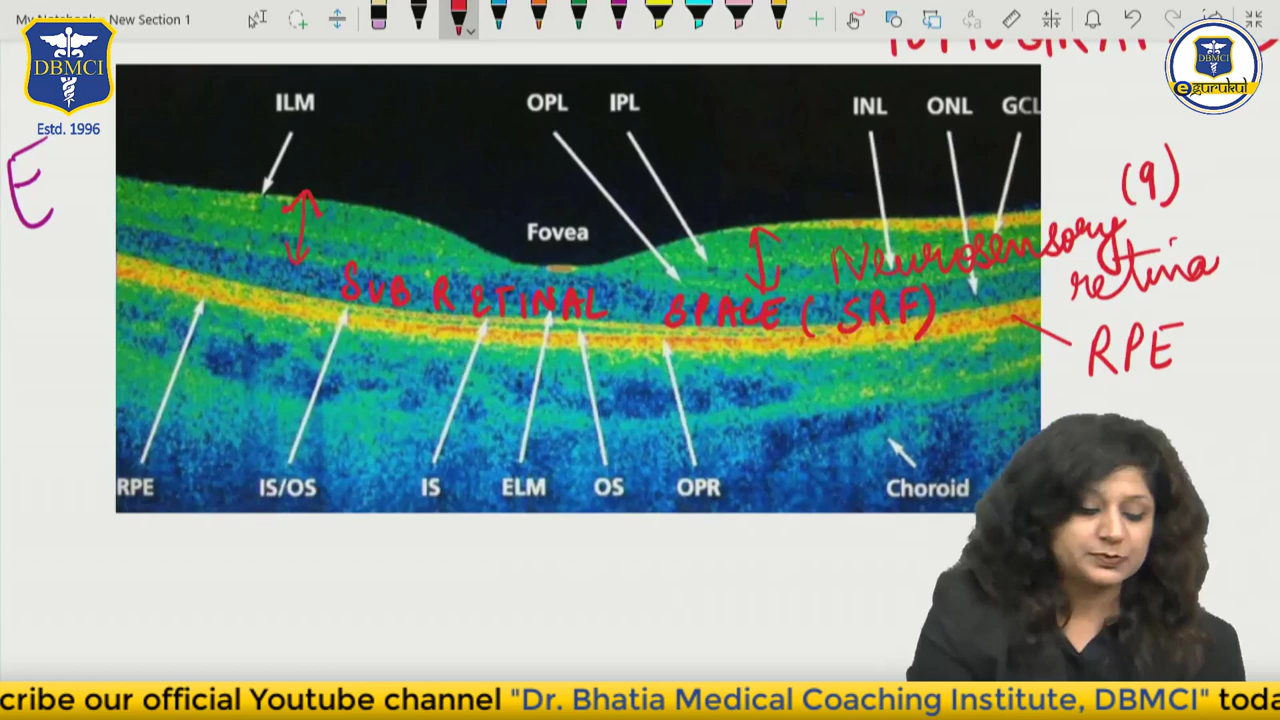 My Notebook - New Section 1
DBMCI
Estd. 1996
egurukul
E
ILM
OPL
IPL
INL
ONL
GCL
(9)
Fovea
Neurosensory
retina
SUB RETINAL SPACE (SRF)
RPE
RPE
IS/OS
IS
ELM
OS
OPR
Choroid
cribe our official Youtube channel "Dr. Bhatia Medical Coaching Institute, DBMCI" toda